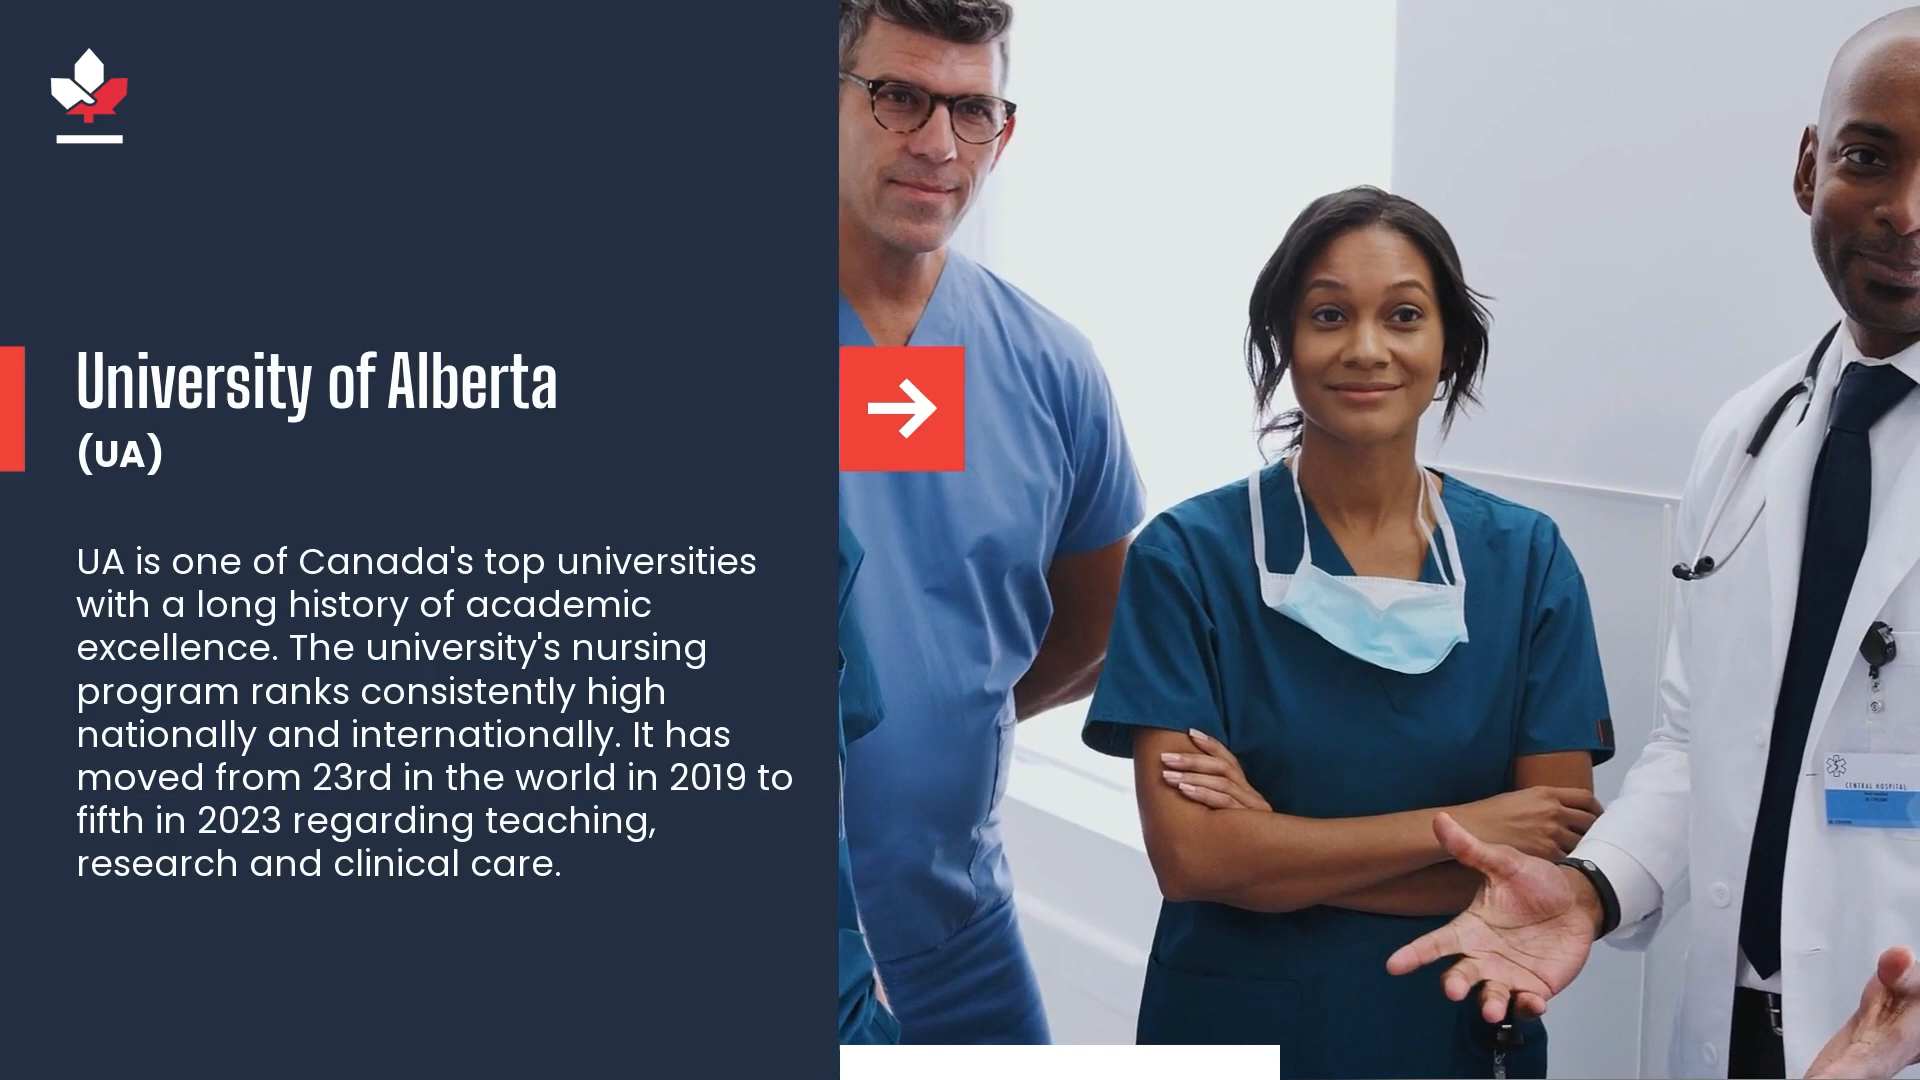 University of Alberta
(UA)
UA is one of Canada's top universities
with a long history of academic
excellence. The university's nursing
program ranks consistently high
nationally and internationally. It has
moved from 23rd in the world in 2019 to
fifth in 2023 regarding teaching,
research and clinical care.
CENTRAL HOSPITAL